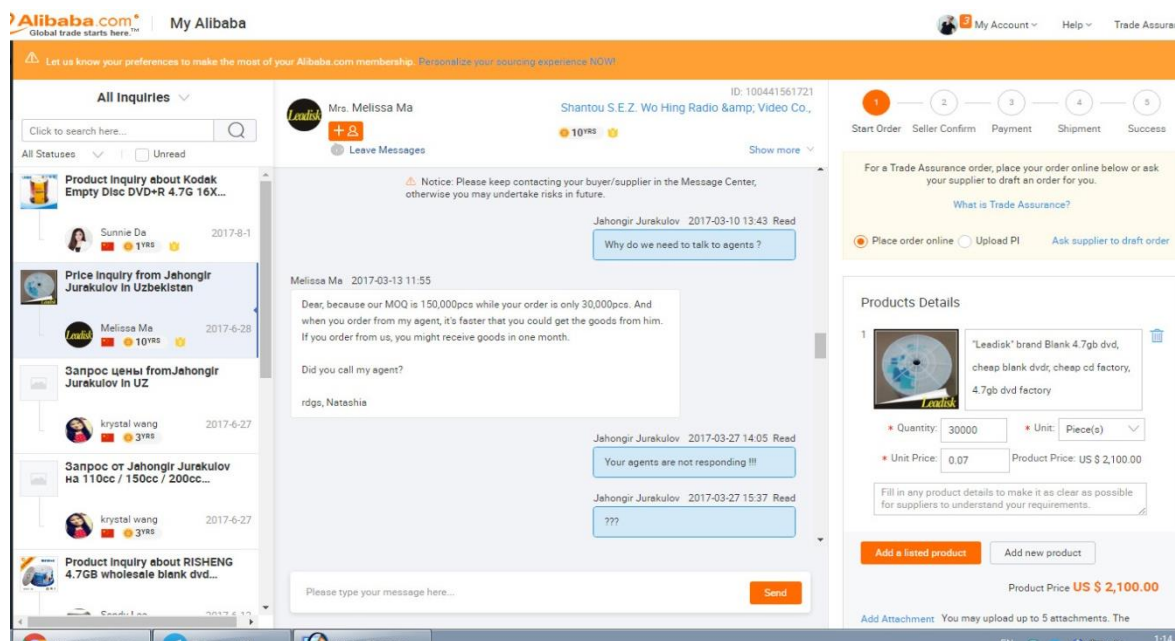 Alibaba.com
Global trade starts here.™
My Alibaba
3
My Account
Help
Trade Assura
Let us know your preferences to make the most of your Alibaba.com membership. Personalize your sourcing experience NOW!
All Inquiries
Click to search here...
All Statuses
Unread
Product Inquiry about Kodak
Empty Disc DVD+R 4.7G 16X...
Sunnie Da
2017-8-1
1YRS
Price Inquiry from Jahongir
Jurakulov in Uzbekistan
Leadisk
Melissa Ma
2017-6-28
10YRS
Запрос цены fromJahongir
Jurakulov in UZ
krystal wang
2017-6-27
3YRS
Запрос от Jahongir Jurakulov
на 110cc / 150cc / 200cc...
krystal wang
2017-6-27
3YRS
Product Inquiry about RISHENG
4.7GB wholesale blank dvd...
Leadisk
Mrs. Melissa Ma
Leave Messages
ID: 100441561721
Shantou S.E.Z. Wo Hing Radio &amp; Video Co.,
10YRS
Show more
Notice: Please keep contacting your buyer/supplier in the Message Center,
otherwise you may undertake risks in future.
Jahongir Jurakulov 2017-03-10 13:43 Read
Why do we need to talk to agents ?
Melissa Ma 2017-03-13 11:55
Dear, because our MOQ is 150,000pcs while your order is only 30,000pcs. And
when you order from my agent, it's faster that you could get the goods from him.
If you order from us, you might receive goods in one month.
Did you call my agent?
rdgs, Natashia
Jahongir Jurakulov 2017-03-27 14:05 Read
Your agents are not responding !!!
Jahongir Jurakulov 2017-03-27 15:37 Read
???
Please type your message here...
Send
1
2
3
4
5
Start Order
Seller Confirm
Payment
Shipment
Success
For a Trade Assurance order, place your order online below or ask
your supplier to draft an order for you.
What is Trade Assurance?
Place order online
Upload PI
Ask supplier to draft order
Products Details
1
Leadisk
"Leadisk" brand Blank 4.7gb dvd,
cheap blank dvdr, cheap cd factory,
4.7gb dvd factory
* Quantity: 30000
* Unit: Piece(s)
* Unit Price: 0.07
Product Price: US $ 2,100.00
Fill in any product details to make it as clear as possible
for suppliers to understand your requirements.
Add a listed product
Add new product
Product Price US $ 2,100.00
Add Attachment You may upload up to 5 attachments. The